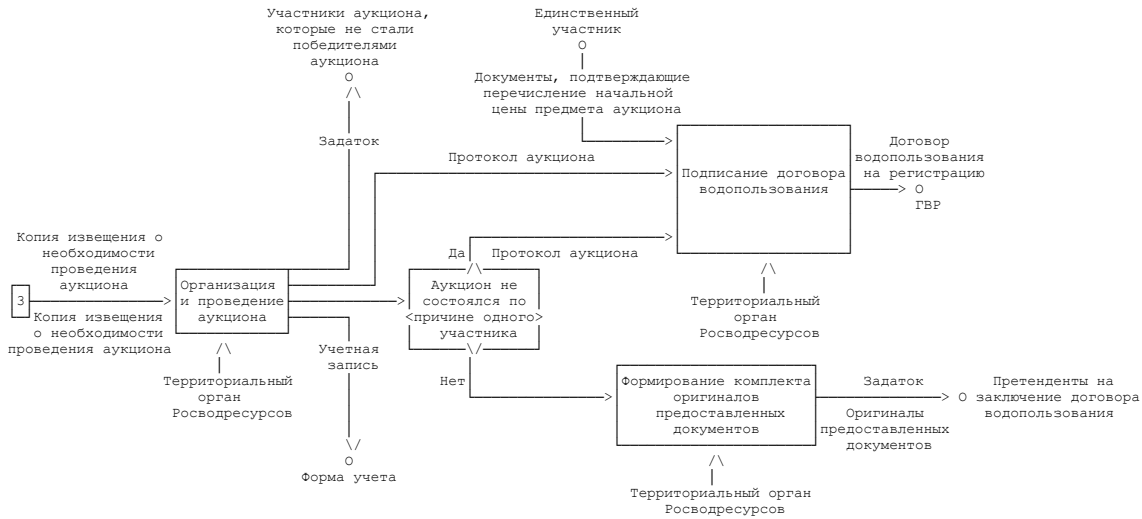 Участники аукциона,
которые не стали
победителями
аукциона
O
Задаток
Единственный
участник
O
Документы, подтверждающие
перечисление начальной
цены предмета аукциона
Протокол аукциона
Подписание договора
водопользования
Договор
водопользования
на регистрацию
O
ГВР
Да
Протокол аукциона
Территориальный
орган
Росводресурсов
Копия извещения о
необходимости
проведения
аукциона
3
Копия извещения
о необходимости
проведения аукциона
Организация
и проведение
аукциона
Территориальный
орган
Росводресурсов
Аукцион не
состоялся по
<причине одного>
участника
Учетная
запись
O
Форма учета
Нет
Формирование комплекта
оригиналов
предоставленных
документов
Территориальный орган
Росводресурсов
Задаток
Оригиналы
предоставленных
документов
O
Претенденты на
заключение договора
водопользования